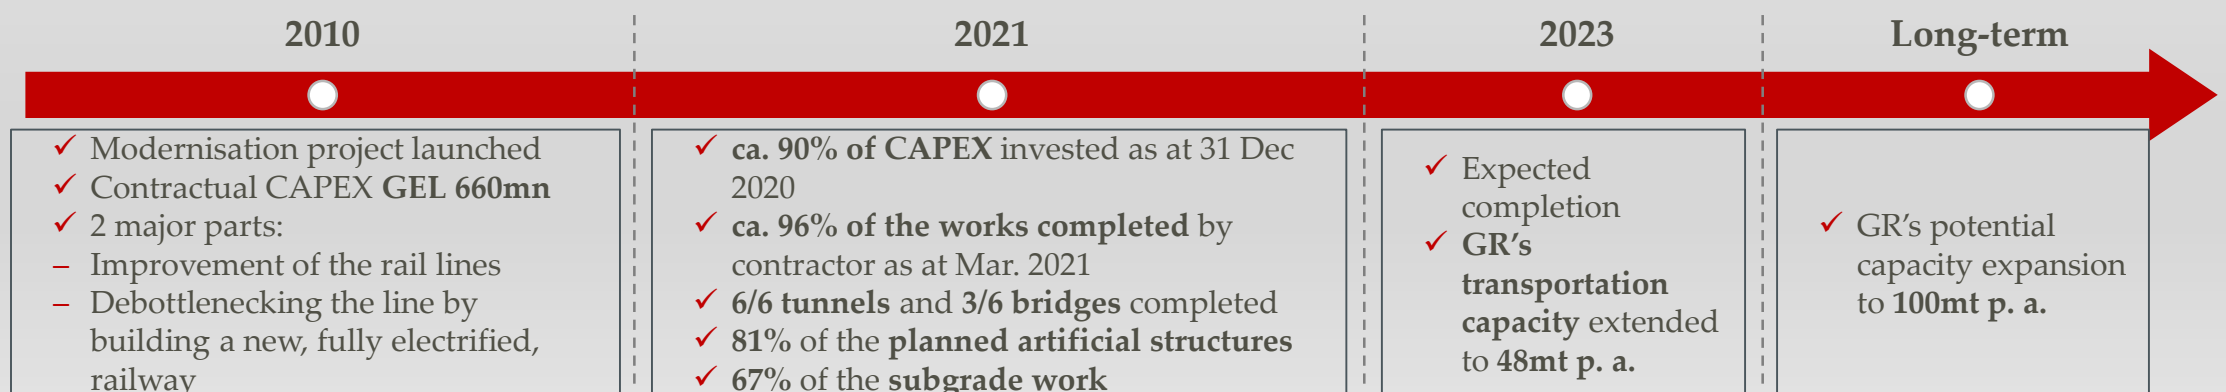 2010
2021
2023
Long-term
✓ Modernisation project launched
✓ Contractual CAPEX GEL 660mn
✓ 2 major parts:
– Improvement of the rail lines
– Debottlenecking the line by
building a new, fully electrified,
railway
✓ ca. 90% of CAPEX invested as at 31 Dec
2020
✓ ca. 96% of the works completed by
contractor as at Mar. 2021
✓ 6/6 tunnels and 3/6 bridges completed
✓ 81% of the planned artificial structures
✓ 67% of the subgrade work
✓ Expected
completion
✓ GR’s
transportation
capacity extended
to 48mt p. a.
✓ GR’s potential
capacity expansion
to 100mt p. a.